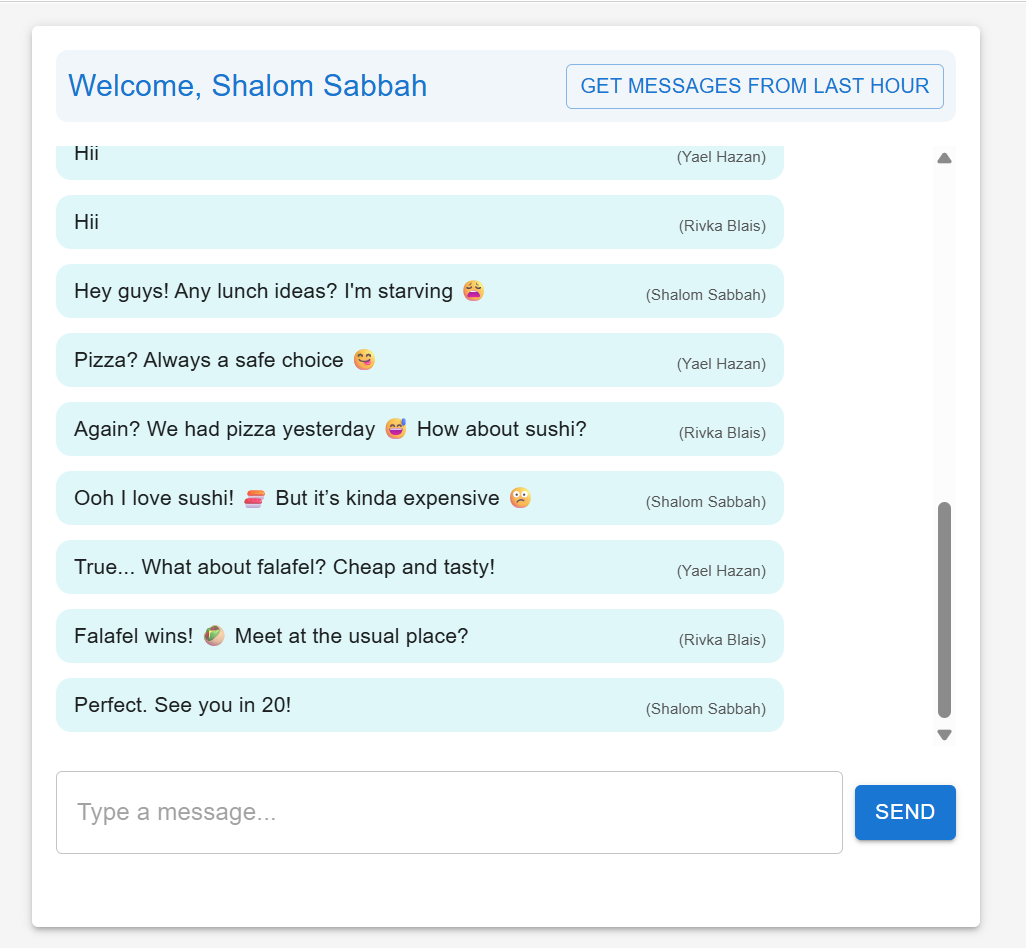 Welcome, Shalom Sabbah
GET MESSAGES FROM LAST HOUR
Hii (Yael Hazan)
Hii (Rivka Blais)
Hey guys! Any lunch ideas? I'm starving 😩 (Shalom Sabbah)
Pizza? Always a safe choice 😋 (Yael Hazan)
Again? We had pizza yesterday 😅 How about sushi? (Rivka Blais)
Ooh I love sushi! 🍣 But it’s kinda expensive 😕 (Shalom Sabbah)
True... What about falafel? Cheap and tasty! (Yael Hazan)
Falafel wins! 🥙 Meet at the usual place? (Rivka Blais)
Perfect. See you in 20! (Shalom Sabbah)
Type a message...
SEND